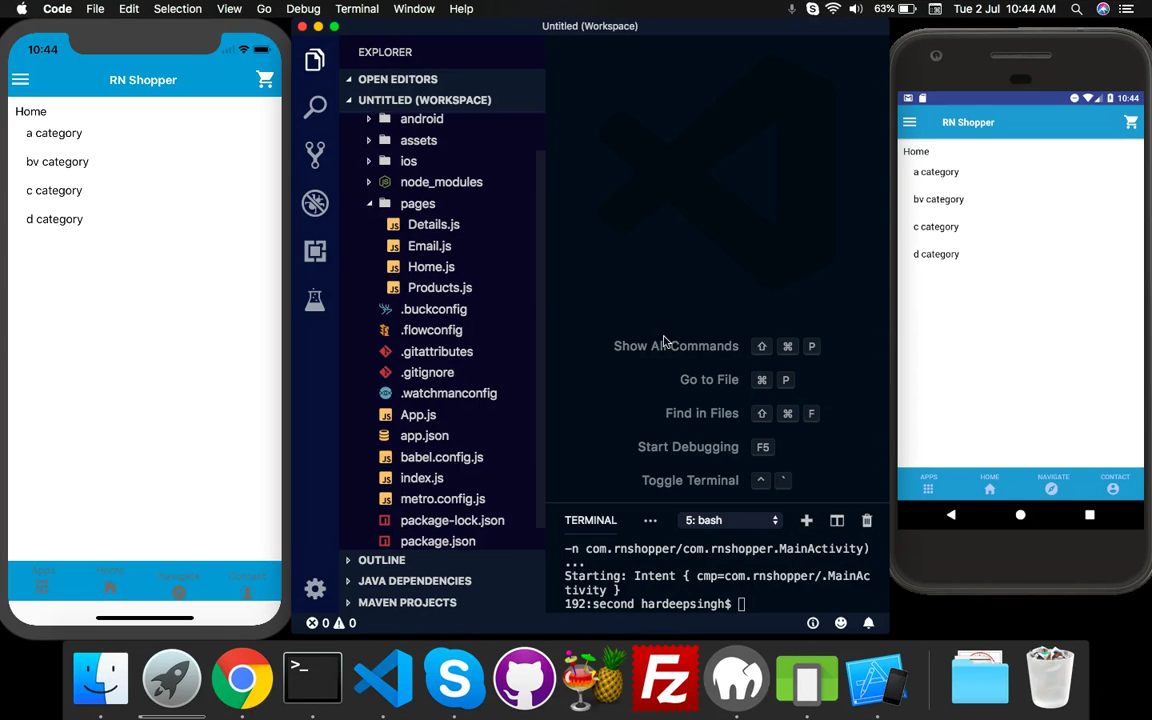 Code File Edit Selection View Go Debug Terminal Window Help 63% Tue 2 Jul 10:44 AM
Untitled (Workspace)
10:44
RN Shopper
Home
a category
bv category
c category
d category
EXPLORER
OPEN EDITORS
UNTITLED (WORKSPACE)
android
assets
ios
node_modules
pages
Details.js
Email.js
Home.js
Products.js
.buckconfig
.flowconfig
.gitattributes
.gitignore
.watchmanconfig
App.js
app.json
babel.config.js
index.js
metro.config.js
package-lock.json
package.json
OUTLINE
JAVA DEPENDENCIES
MAVEN PROJECTS
0 0
Show All Commands ⇧ ⌘ P
Go to File ⌘ P
Find in Files ⇧ ⌘ F
Start Debugging F5
Toggle Terminal ^ `
TERMINAL ... 5: bash
-n com.rnshopper/com.rnshopper.MainActivity)
...
Starting: Intent { cmp=com.rnshopper/.MainAc
tivity }
192:second hardeepsingh$
10:44
RN Shopper
Home
a category
bv category
c category
d category
APPS HOME NAVIGATE CONTACT